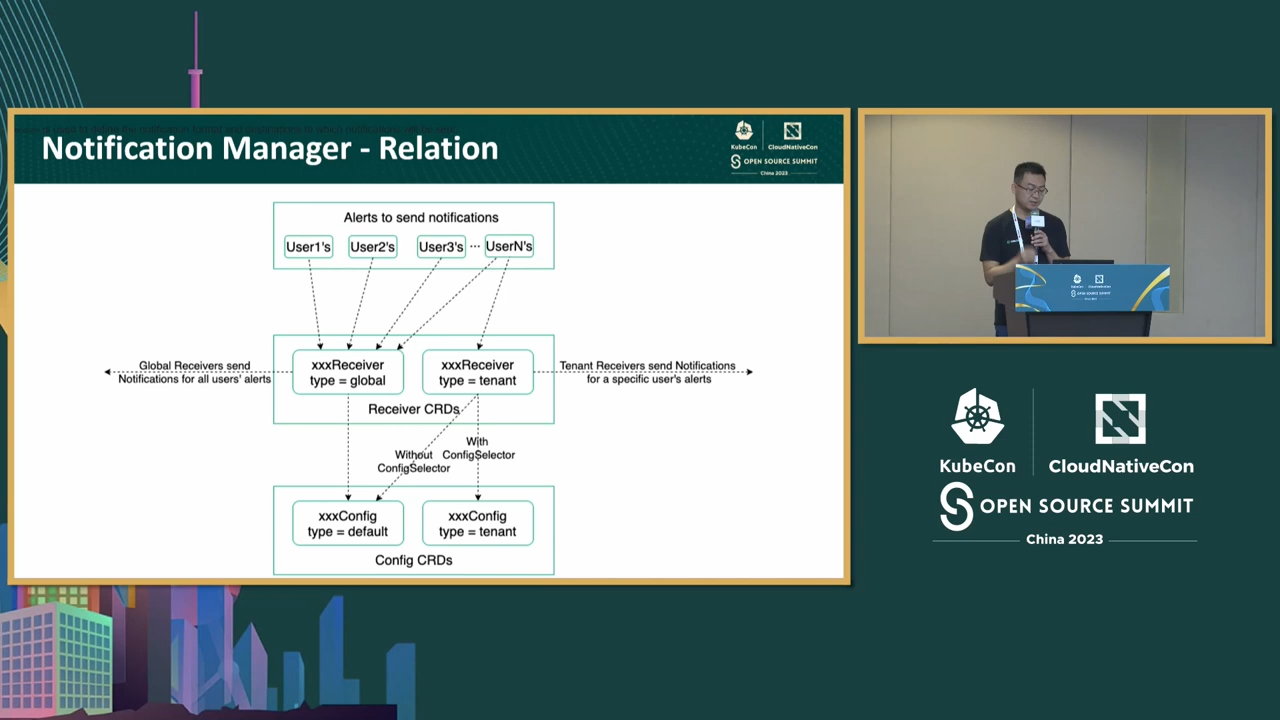 Notification Manager - Relation
KubeCon
CloudNativeCon
OPEN SOURCE SUMMIT
China 2023
Alerts to send notifications
User1's
User2's
User3's
...
UserN's
Global Receivers send
Notifications for all users' alerts
xxxReceiver
type = global
xxxReceiver
type = tenant
Tenant Receivers send Notifications
for a specific user's alerts
Receiver CRDs
Without
ConfigSelector
With
ConfigSelector
xxxConfig
type = default
xxxConfig
type = tenant
Config CRDs
KubeCon
CloudNativeCon
OPEN SOURCE SUMMIT
China 2023